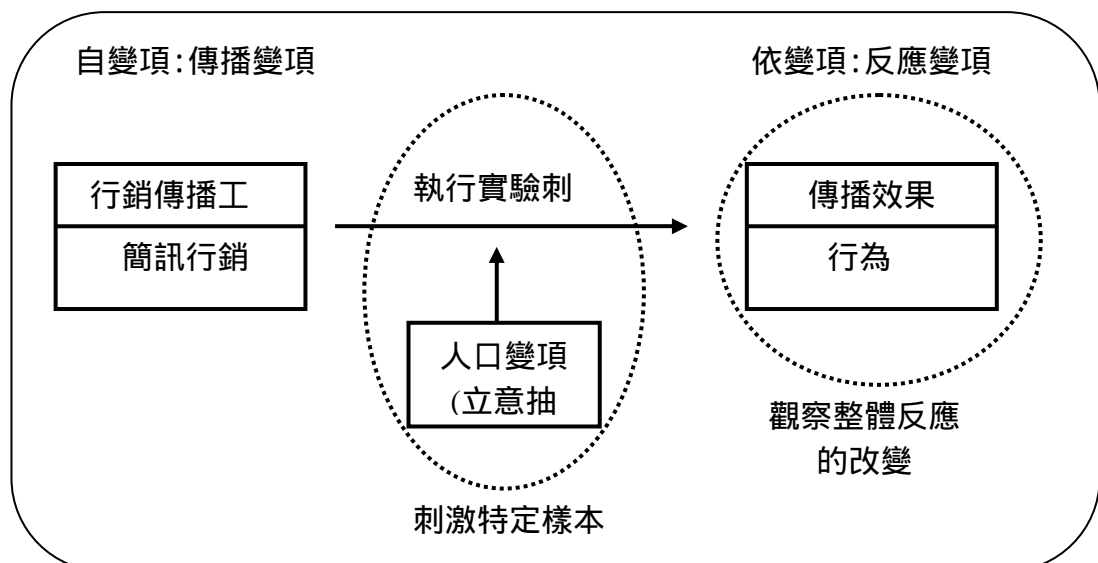 自變項：傳播變項
依變項：反應變項
行銷傳播工
簡訊行銷
執行實驗刺
人口變項
(立意抽
傳播效果
行為
觀察整體反應
的改變
刺激特定樣本